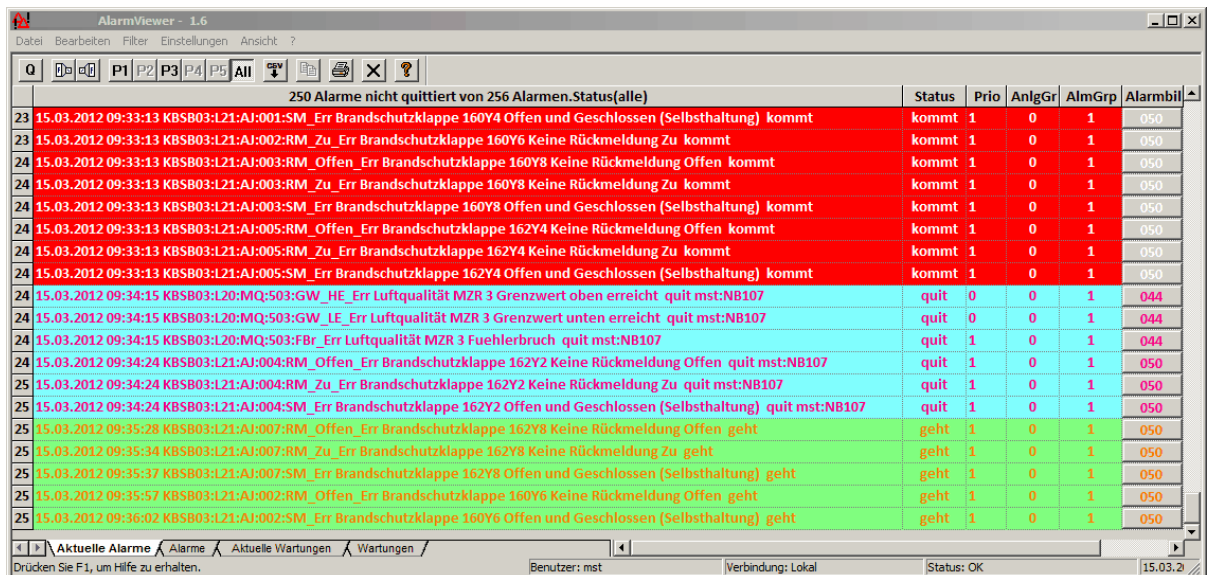 AlarmViewer - 1.6
Datei Bearbeiten Filter Einstellungen Ansicht ?
Q P1 P2 P3 P4 P5 All CSV ?
250 Alarme nicht quittiert von 256 Alarmen.Status(alle) Status Prio AnlgGr AlmGrp Alarmbil
23 15.03.2012 09:33:13 KBSB03:L21:AJ:001:SM_Err Brandschutzklappe 160Y4 Offen und Geschlossen (Selbsthaltung) kommt kommt 1 0 1 050
23 15.03.2012 09:33:13 KBSB03:L21:AJ:002:RM_Zu_Err Brandschutzklappe 160Y6 Keine Rückmeldung Zu kommt kommt 1 0 1 050
24 15.03.2012 09:33:13 KBSB03:L21:AJ:003:RM_Offen_Err Brandschutzklappe 160Y8 Keine Rückmeldung Offen kommt kommt 1 0 1 050
24 15.03.2012 09:33:13 KBSB03:L21:AJ:003:RM_Zu_Err Brandschutzklappe 160Y8 Keine Rückmeldung Zu kommt kommt 1 0 1 050
24 15.03.2012 09:33:13 KBSB03:L21:AJ:003:SM_Err Brandschutzklappe 160Y8 Offen und Geschlossen (Selbsthaltung) kommt kommt 1 0 1 050
24 15.03.2012 09:33:13 KBSB03:L21:AJ:005:RM_Offen_Err Brandschutzklappe 162Y4 Keine Rückmeldung Offen kommt kommt 1 0 1 050
24 15.03.2012 09:33:13 KBSB03:L21:AJ:005:RM_Zu_Err Brandschutzklappe 162Y4 Keine Rückmeldung Zu kommt kommt 1 0 1 050
24 15.03.2012 09:33:13 KBSB03:L21:AJ:005:SM_Err Brandschutzklappe 162Y4 Offen und Geschlossen (Selbsthaltung) kommt kommt 1 0 1 050
24 15.03.2012 09:34:15 KBSB03:L20:MQ:503:GW_HE_Err Luftqualität MZR 3 Grenzwert oben erreicht quit mst:NB107 quit 0 0 1 044
24 15.03.2012 09:34:15 KBSB03:L20:MQ:503:GW_LE_Err Luftqualität MZR 3 Grenzwert unten erreicht quit mst:NB107 quit 0 0 1 044
24 15.03.2012 09:34:15 KBSB03:L20:MQ:503:FBr_Err Luftqualität MZR 3 Fuehlerbruch quit mst:NB107 quit 1 0 1 044
24 15.03.2012 09:34:24 KBSB03:L21:AJ:004:RM_Offen_Err Brandschutzklappe 162Y2 Keine Rückmeldung Offen quit mst:NB107 quit 1 0 1 050
25 15.03.2012 09:34:24 KBSB03:L21:AJ:004:RM_Zu_Err Brandschutzklappe 162Y2 Keine Rückmeldung Zu quit mst:NB107 quit 1 0 1 050
25 15.03.2012 09:34:24 KBSB03:L21:AJ:004:SM_Err Brandschutzklappe 162Y2 Offen und Geschlossen (Selbsthaltung) quit mst:NB107 quit 1 0 1 050
25 15.03.2012 09:35:28 KBSB03:L21:AJ:007:RM_Offen_Err Brandschutzklappe 162Y8 Keine Rückmeldung Offen geht geht 1 0 1 050
25 15.03.2012 09:35:34 KBSB03:L21:AJ:007:RM_Zu_Err Brandschutzklappe 162Y8 Keine Rückmeldung Zu geht geht 1 0 1 050
25 15.03.2012 09:35:37 KBSB03:L21:AJ:007:SM_Err Brandschutzklappe 162Y8 Offen und Geschlossen (Selbsthaltung) geht geht 1 0 1 050
25 15.03.2012 09:35:57 KBSB03:L21:AJ:002:RM_Offen_Err Brandschutzklappe 160Y6 Keine Rückmeldung Offen geht geht 1 0 1 050
25 15.03.2012 09:36:02 KBSB03:L21:AJ:002:SM_Err Brandschutzklappe 160Y6 Offen und Geschlossen (Selbsthaltung) geht geht 1 0 1 050
Aktuelle Alarme Alarme Aktuelle Wartungen Wartungen
Drücken Sie F1, um Hilfe zu erhalten. Benutzer: mst Verbindung: Lokal Status: OK 15.03.2